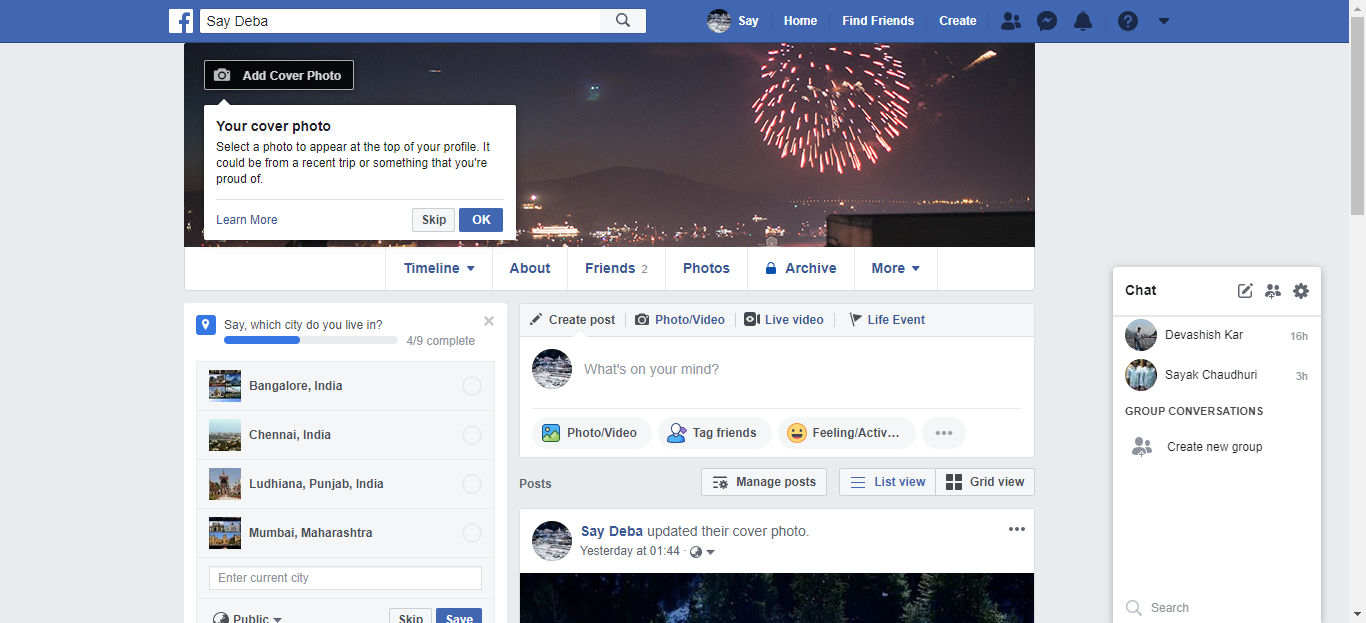 Say Deba
Say
Home
Find Friends
Create
Add Cover Photo
Your cover photo
Select a photo to appear at the top of your profile. It
could be from a recent trip or something that you're
proud of.
Learn More
Skip
OK
Timeline
About
Friends 2
Photos
Archive
More
Say, which city do you live in?
4/9 complete
Bangalore, India
Chennai, India
Ludhiana, Punjab, India
Mumbai, Maharashtra
Enter current city
Public
Skip
Save
Create post
Photo/Video
Live video
Life Event
What's on your mind?
Photo/Video
Tag friends
Feeling/Activ...
Posts
Manage posts
List view
Grid view
Say Deba updated their cover photo.
Yesterday at 01:44 ·
Chat
Devashish Kar
16h
Sayak Chaudhuri
3h
GROUP CONVERSATIONS
Create new group
Search